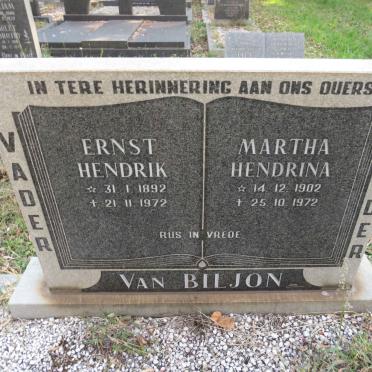 IN TERE HERINNERING AAN ONS OUERS
VADER
ERNST
HENDRIK
☆ 31·1·1892
+ 21·11·1972
MARTHA
HENDRINA
☆ 14·12·1902
+ 25·10·1972
RUS IN VREDE
VAN BILJON